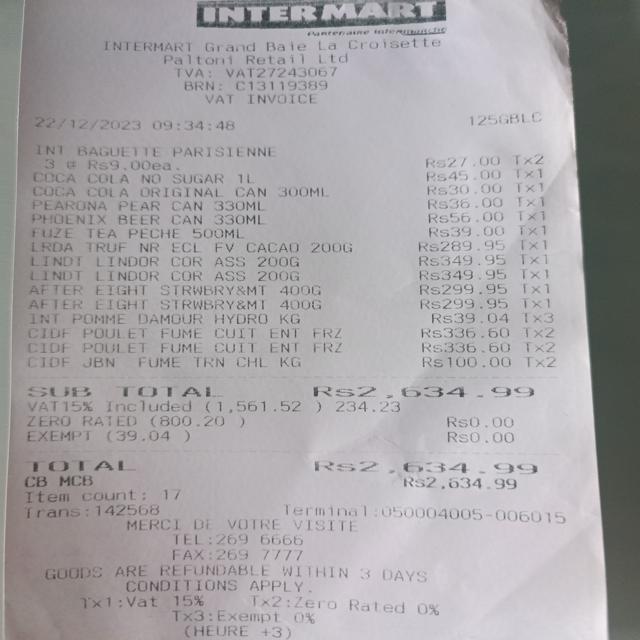 INTERMART
Partenaire Intermarché
INTERMART Grand Baie La Croisette
Paltoni Retail Ltd
TVA: VAT27243067
BRN: C13119389
VAT INVOICE
22/12/2023 09:34:48 125GBLC
INT BAGUETTE PARISIENNE
3 @ Rs9.00ea. Rs27.00 Tx2
COCA COLA NO SUGAR 1L Rs45.00 Tx1
COCA COLA ORIGINAL CAN 300ML Rs30.00 Tx1
PEARONA PEAR CAN 330ML Rs36.00 Tx1
PHOENIX BEER CAN 330ML Rs56.00 Tx1
FUZE TEA PECHE 500ML Rs39.00 Tx1
LRDA TRUF NR ECL FV CACAO 200G Rs289.95 Tx1
LINDT LINDOR COR ASS 200G Rs349.95 Tx1
LINDT LINDOR COR ASS 200G Rs349.95 Tx1
AFTER EIGHT STRWBRY&MT 400G Rs299.95 Tx1
AFTER EIGHT STRWBRY&MT 400G Rs299.95 Tx1
INT POMME DAMOUR HYDRO KG Rs39.04 Tx3
CIDF POULET FUME CUIT ENT FRZ Rs336.60 Tx2
CIDF POULET FUME CUIT ENT FRZ Rs336.60 Tx2
CIDF JBN FUME TRN CHL KG Rs100.00 Tx2
SUB TOTAL Rs2,634.99
VAT15% Included (1,561.52 ) 234.23
ZERO RATED (800.20 ) Rs0.00
EXEMPT (39.04 ) Rs0.00
TOTAL Rs2,634.99
CB MCB Rs2,634.99
Item count: 17
Trans:142568 Terminal:050004005-006015
MERCI DE VOTRE VISITE
TEL:269 6666
FAX:269 7777
GOODS ARE REFUNDABLE WITHIN 3 DAYS
CONDITIONS APPLY.
Tx1:Vat 15% Tx2:Zero Rated 0%
Tx3:Exempt 0%
(HEURE +3)